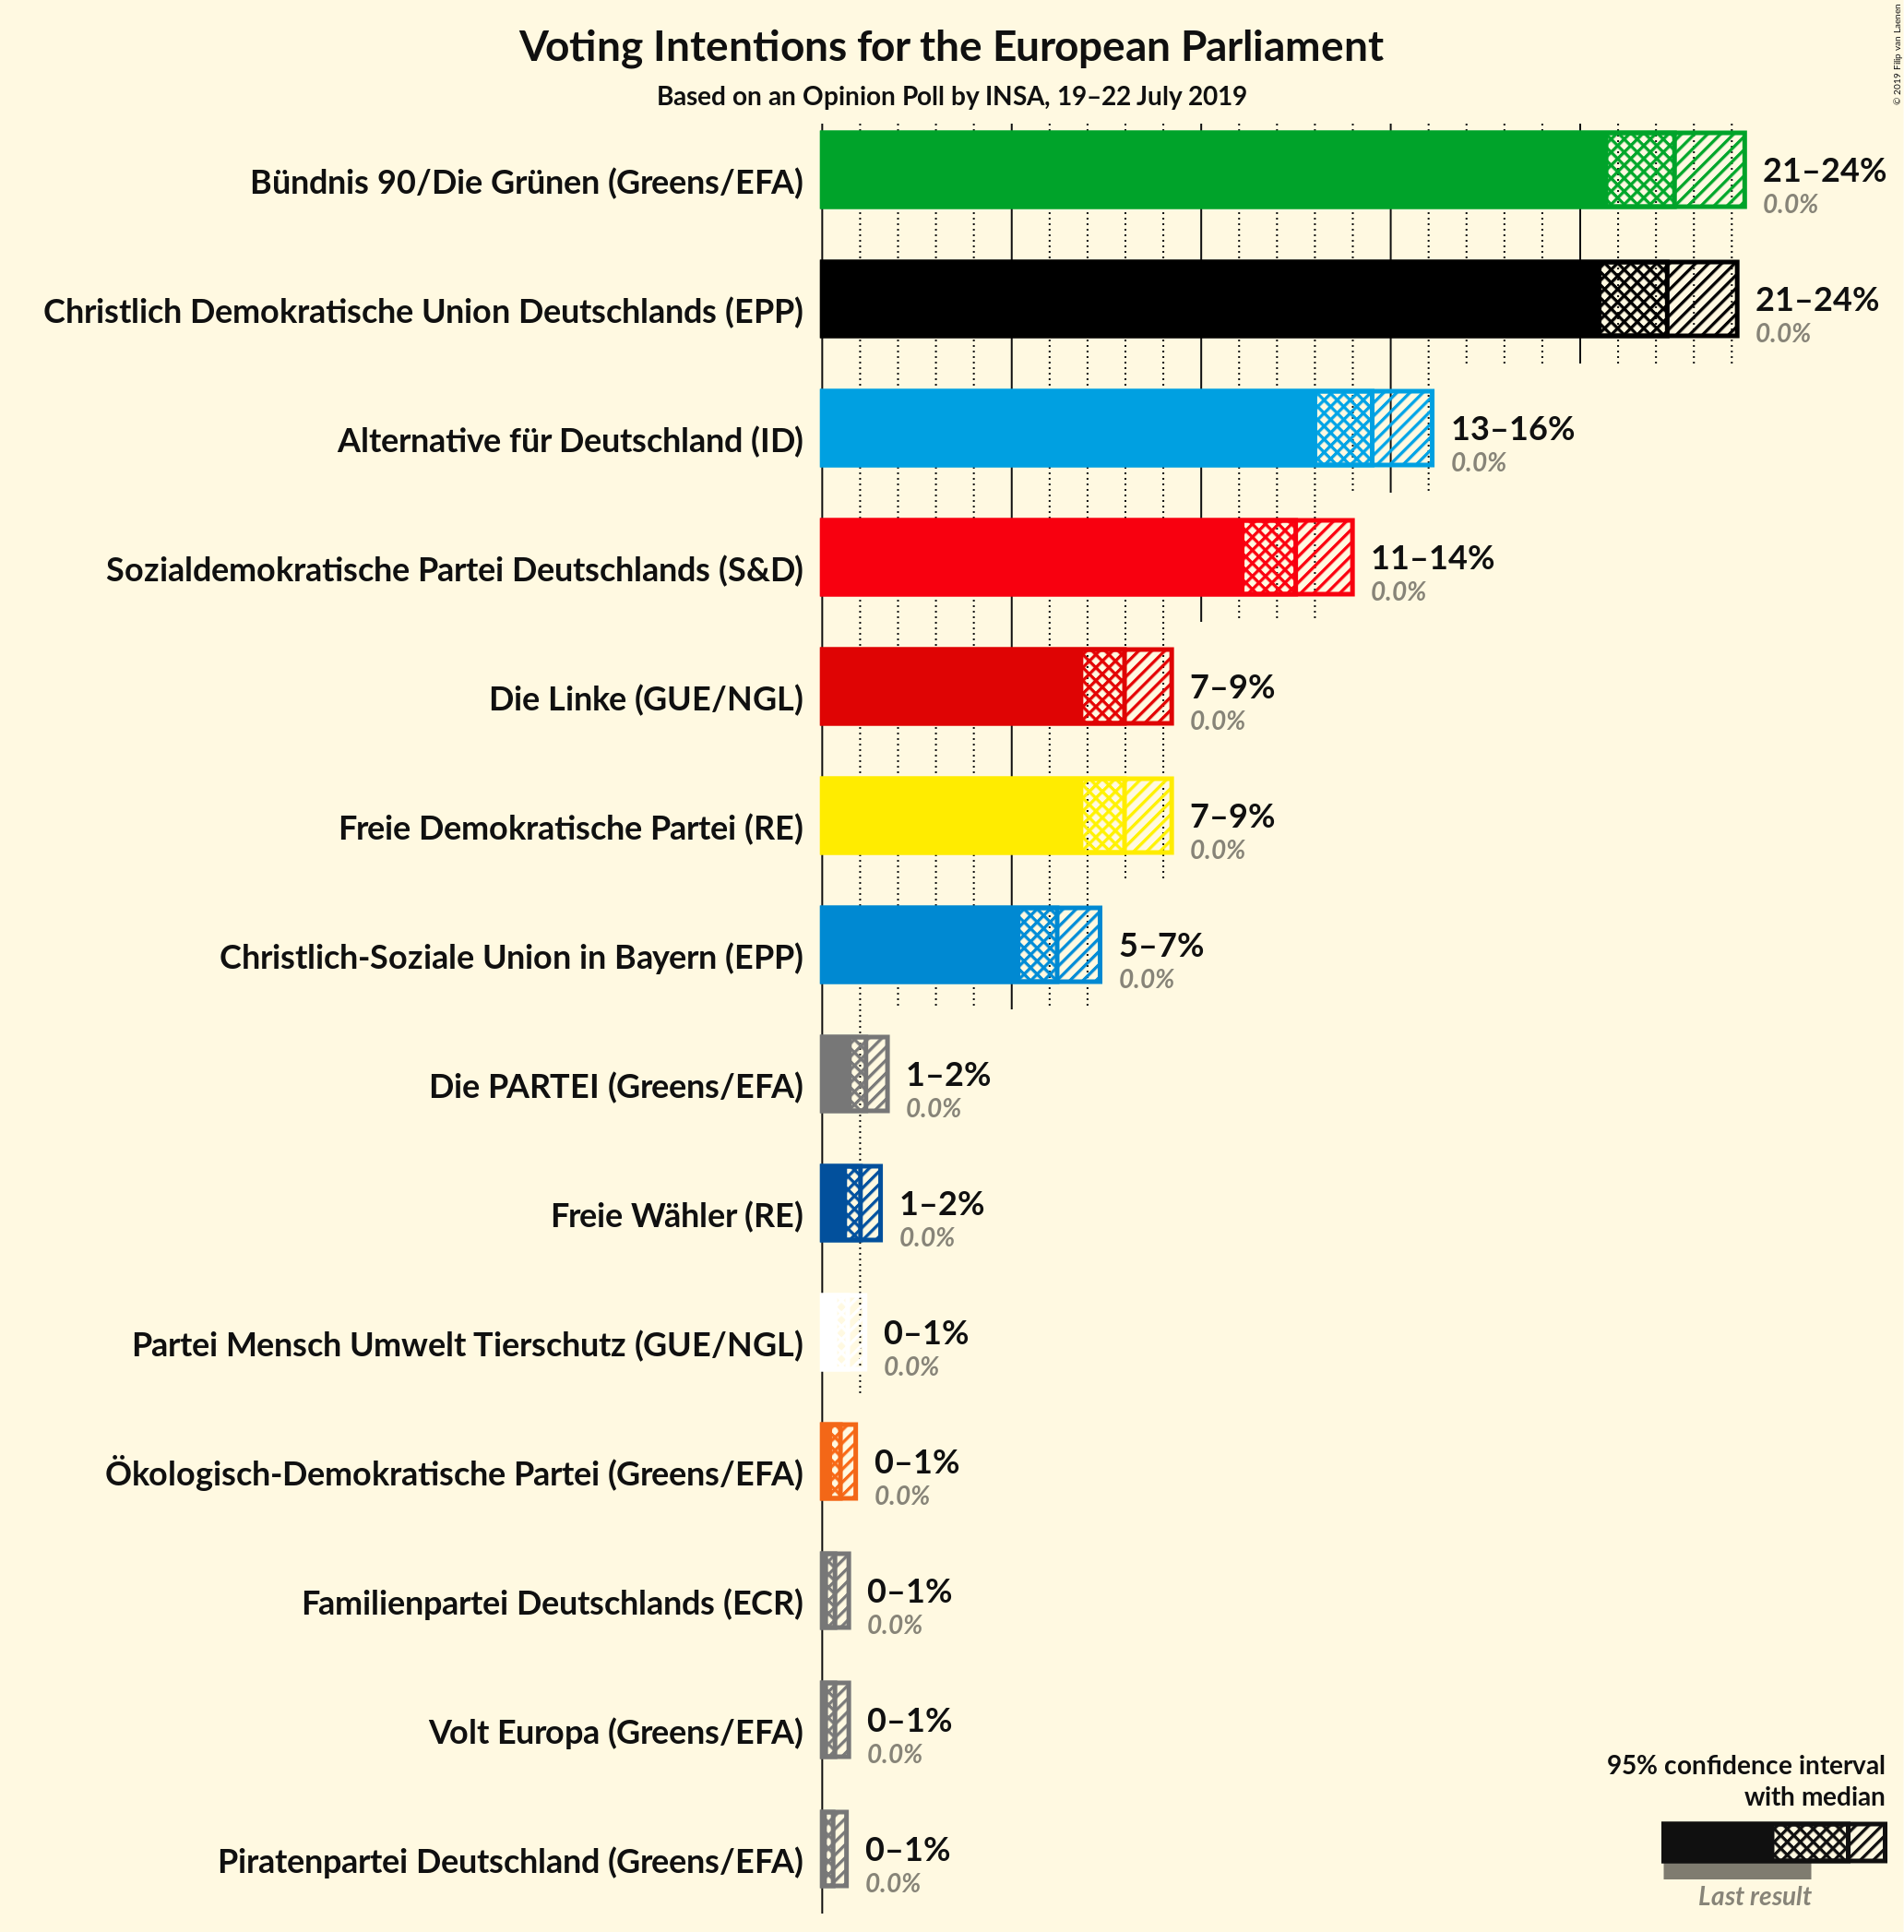 © 2019 Filip van Laenen
Voting Intentions for the European Parliament
Based on an Opinion Poll by INSA, 19–22 July 2019
Bündnis 90/Die Grünen (Greens/EFA)
21–24%
0.0%
Christlich Demokratische Union Deutschlands (EPP)
21–24%
0.0%
Alternative für Deutschland (ID)
13–16%
0.0%
Sozialdemokratische Partei Deutschlands (S&D)
11–14%
0.0%
Die Linke (GUE/NGL)
7–9%
0.0%
Freie Demokratische Partei (RE)
7–9%
0.0%
Christlich-Soziale Union in Bayern (EPP)
5–7%
0.0%
Die PARTEI (Greens/EFA)
1–2%
0.0%
Freie Wähler (RE)
1–2%
0.0%
Partei Mensch Umwelt Tierschutz (GUE/NGL)
0–1%
0.0%
Ökologisch-Demokratische Partei (Greens/EFA)
0–1%
0.0%
Familienpartei Deutschlands (ECR)
0–1%
0.0%
Volt Europa (Greens/EFA)
0–1%
0.0%
Piratenpartei Deutschland (Greens/EFA)
0–1%
0.0%
95% confidence interval
with median
Last result